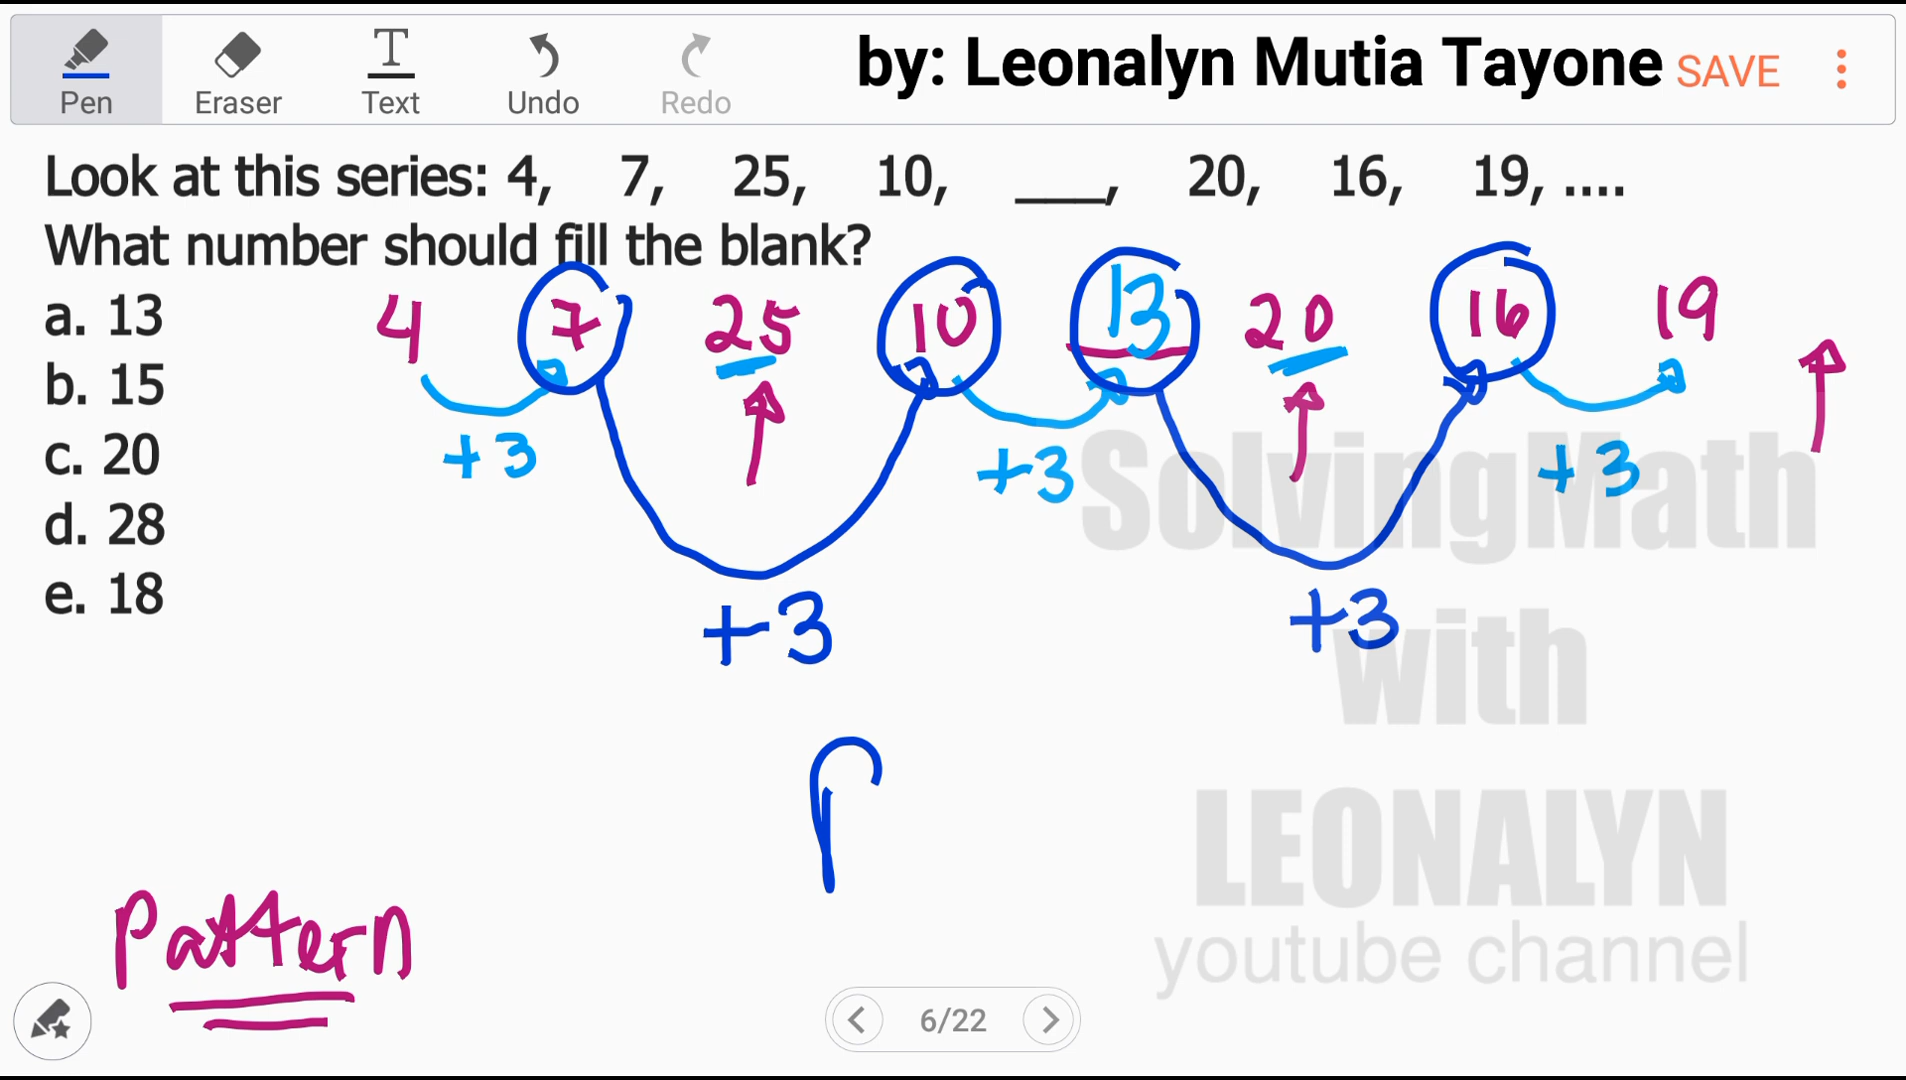 Pen Eraser Text Undo Redo by: Leonalyn Mutia Tayone SAVE
Look at this series: 4, 7, 25, 10, ___, 20, 16, 19, ....
What number should fill the blank?
a. 13
b. 15
c. 20
d. 28
e. 18
4 7 25 10 13 20 16 19
+3 +3 +3
+3 +3
SolvingMath
with
LEONALYN
youtube channel
Pattern
6/22